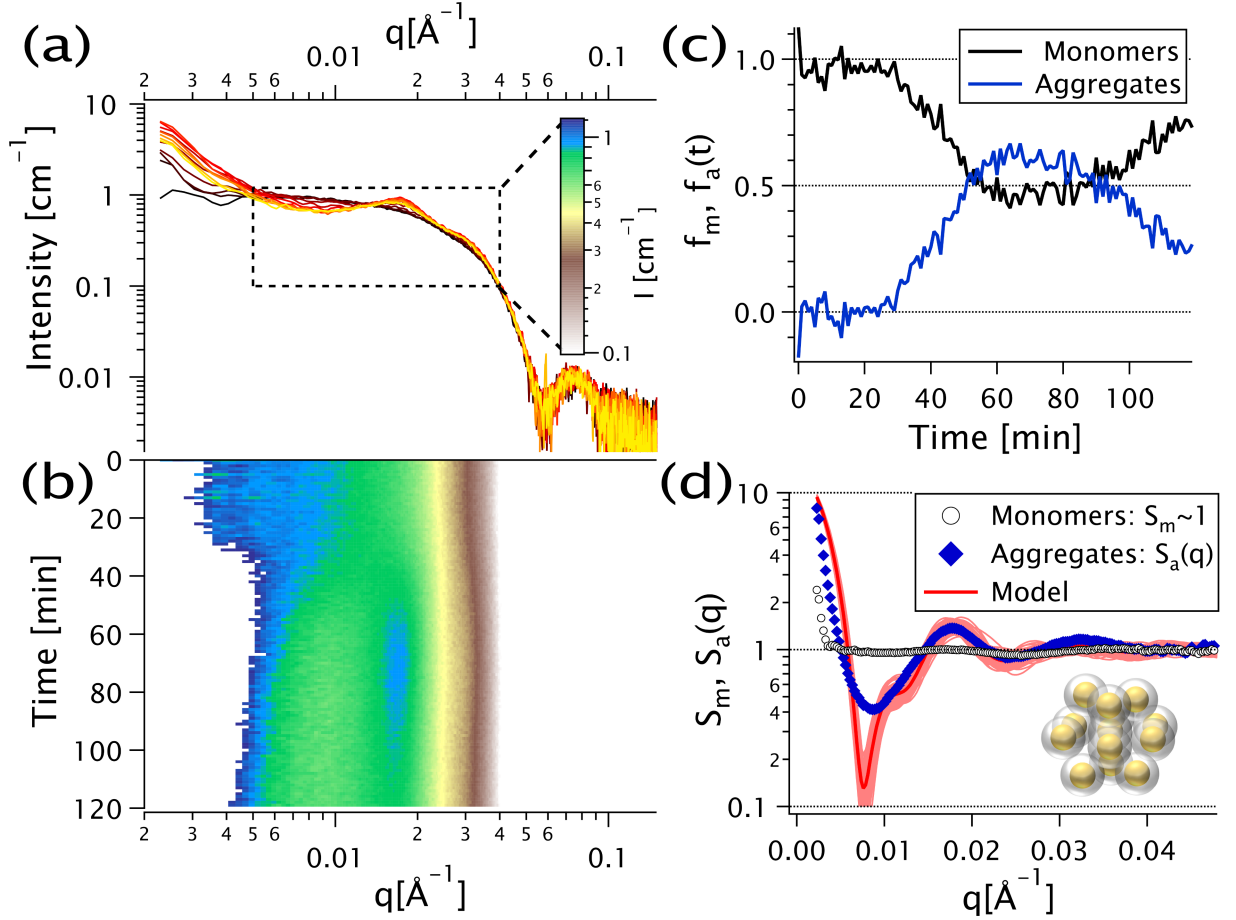 (a)
q[Å⁻¹]
0.01
0.1
2 3 4 5 6 2 3 4 5 6
10
1
0.1
0.01
Intensity [cm⁻¹]
1
6
5
4
3
2
0.1
I [cm⁻¹]
(b)
0
20
40
60
80
100
120
Time [min]
2 3 4 5 6 2 3 4 5 6
0.01
0.1
q[Å⁻¹]
(c)
Monomers
Aggregates
1.0
0.5
0.0
fₘ, fₐ(t)
0 20 40 60 80 100
Time [min]
(d)
Monomers: Sₘ~1
Aggregates: Sₐ(q)
Model
10
6
4
2
1
6
4
2
0.1
Sₘ, Sₐ(q)
0.00 0.01 0.02 0.03 0.04
q[Å⁻¹]